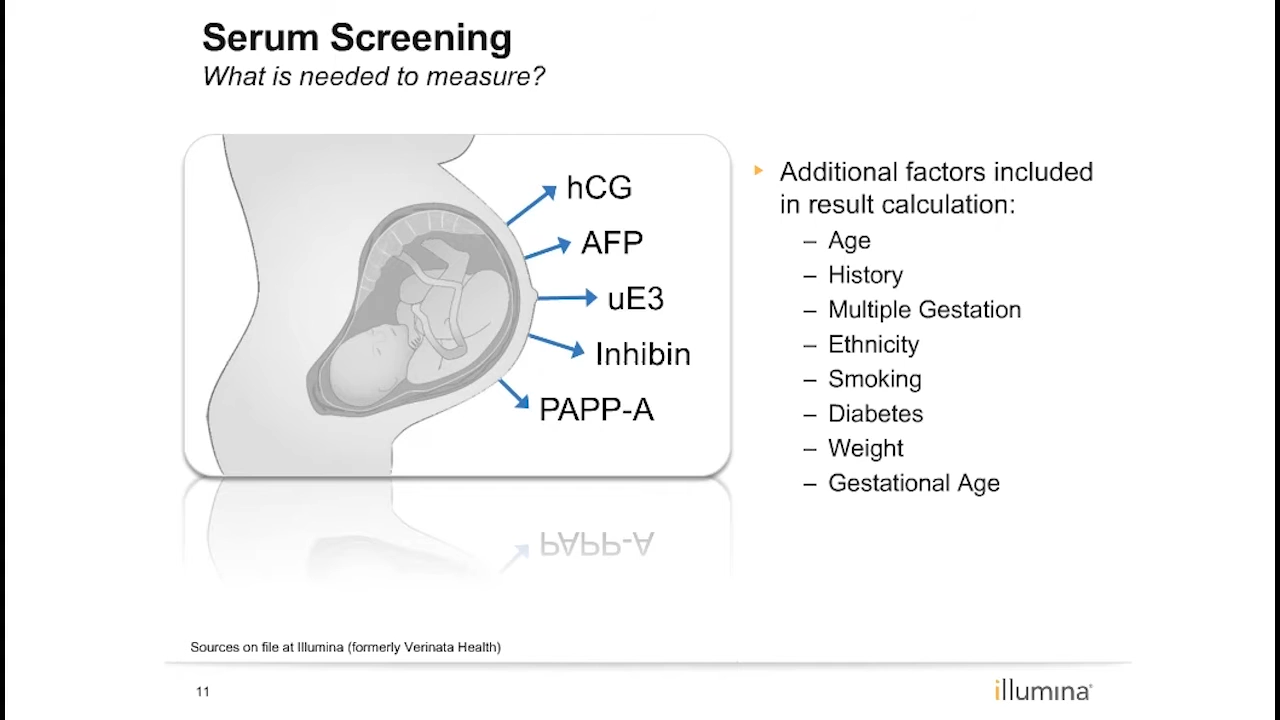 Serum Screening
What is needed to measure?
hCG
AFP
uE3
Inhibin
PAPP-A
Additional factors included
in result calculation:
– Age
– History
– Multiple Gestation
– Ethnicity
– Smoking
– Diabetes
– Weight
– Gestational Age
PAPP-A
Sources on file at Illumina (formerly Verinata Health)
11
illumina®